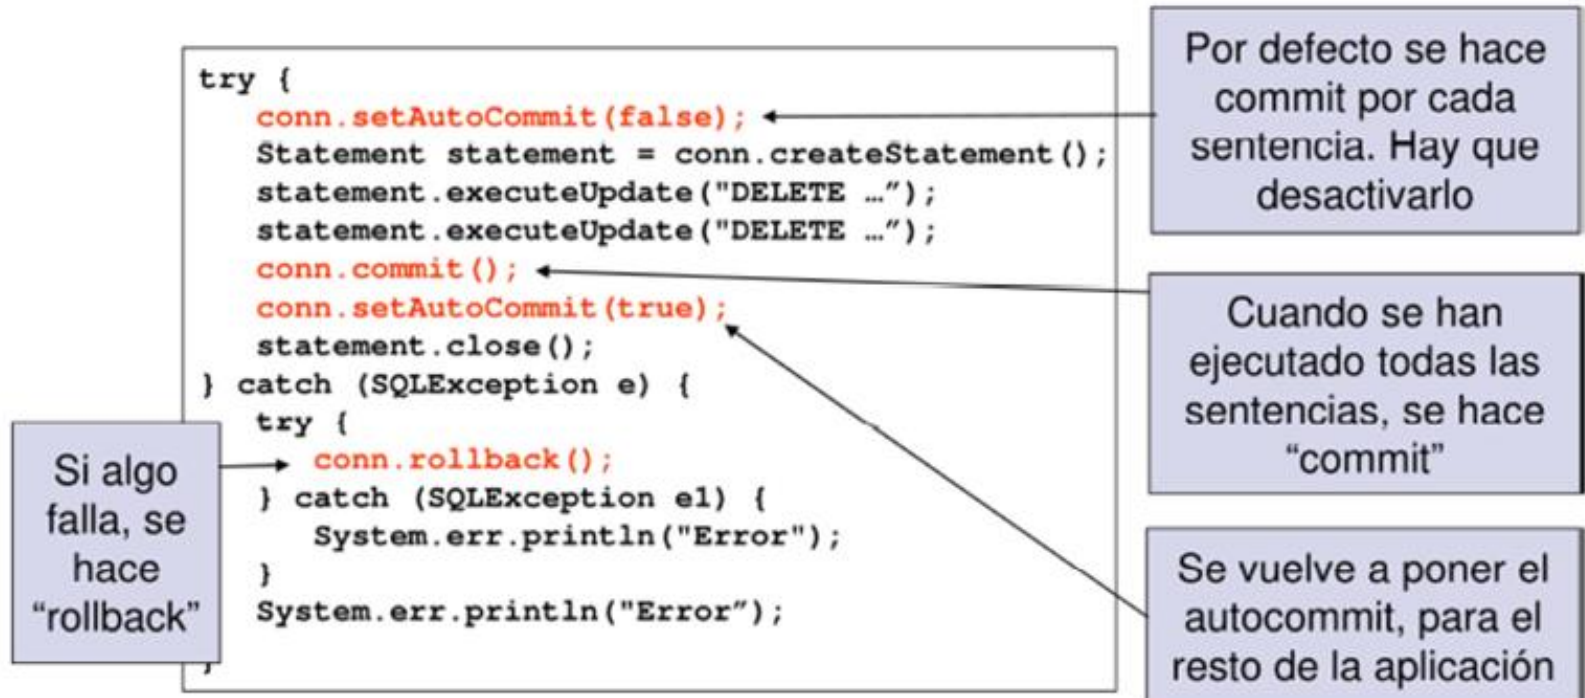 try {
conn.setAutoCommit(false);
Statement statement = conn.createStatement();
statement.executeUpdate("DELETE …”);
statement.executeUpdate("DELETE …”);
conn.commit();
conn.setAutoCommit(true);
statement.close();
} catch (SQLException e) {
try {
conn.rollback();
} catch (SQLException e1) {
System.err.println("Error");
}
System.err.println("Error”);
}
Por defecto se hace
commit por cada
sentencia. Hay que
desactivarlo
Cuando se han
ejecutado todas las
sentencias, se hace
“commit”
Si algo
falla, se
hace
“rollback”
Se vuelve a poner el
autocommit, para el
resto de la aplicación